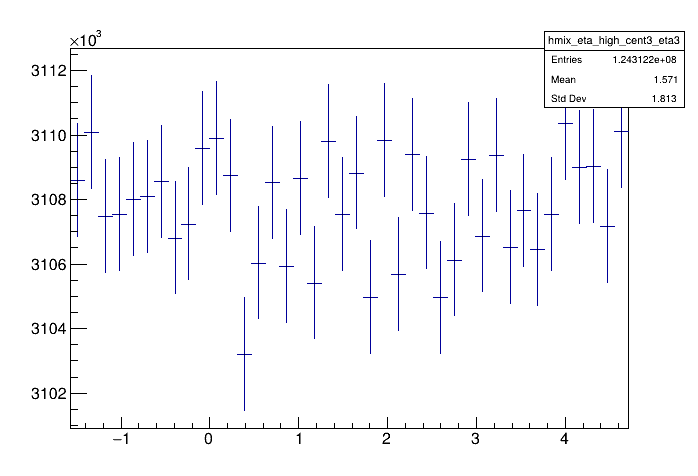 ×10³
hmix_eta_high_cent3_eta3
Entries 1.243122e+08
Mean 1.571
Std Dev 1.813
3112
3110
3108
3106
3104
3102
−1 0 1 2 3 4